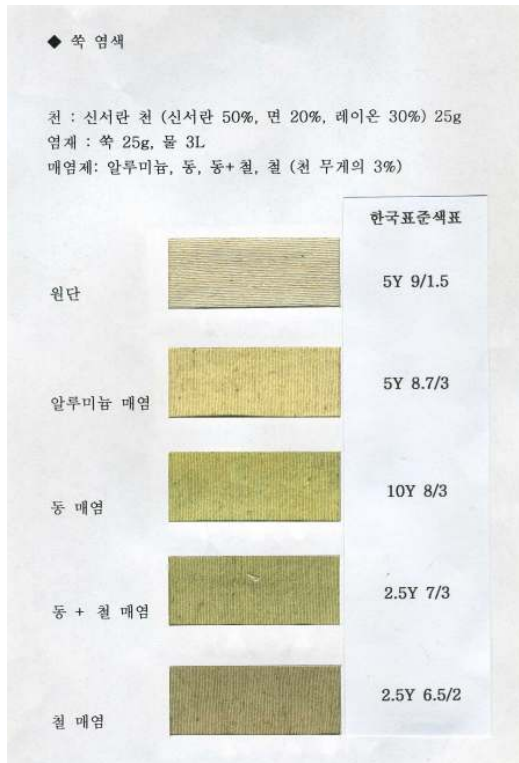 ◆ 쑥 염색
천 : 신서란 천 (신서란 50%, 면 20%, 레이온 30%) 25g
염재 : 쑥 25g, 물 3L
매염제: 알루미늄, 동, 동+ 철, 철 (천 무게의 3%)
한국표준색표
원단 5Y 9/1.5
알루미늄 매염 5Y 8.7/3
동 매염 10Y 8/3
동 + 철 매염 2.5Y 7/3
철 매염 2.5Y 6.5/2